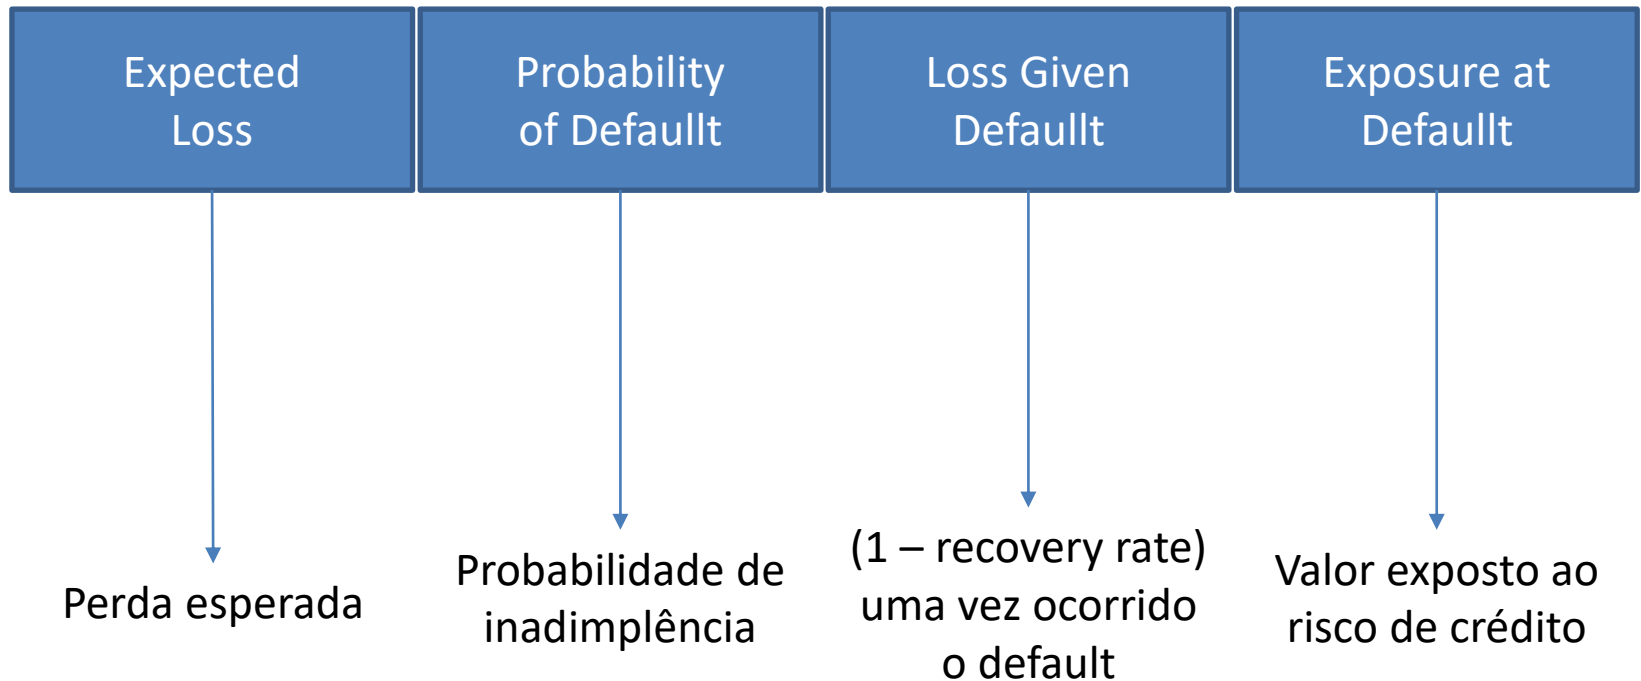 Expected
Loss
Probability
of Defaullt
Loss Given
Defaullt
Exposure at
Defaullt
Perda esperada
Probabilidade de
inadimplência
(1 – recovery rate)
uma vez ocorrido
o default
Valor exposto ao
risco de crédito